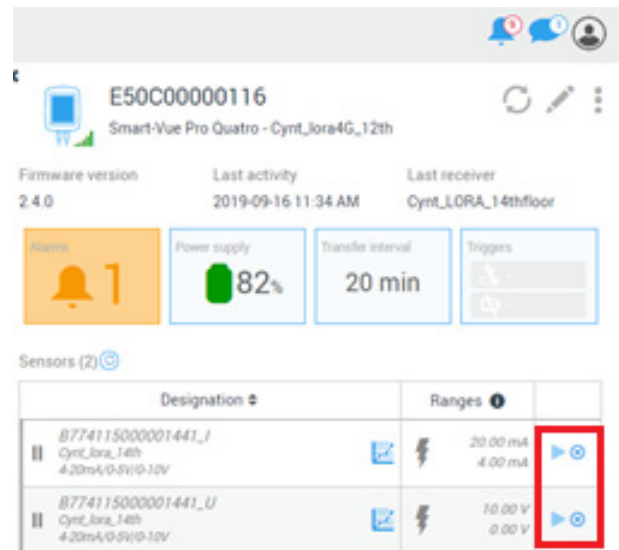 9 1
E50C00000116
Smart-Vue Pro Quatro - Cynt_lora4G_12th
Firmware version Last activity Last receiver
2.4.0 2019-09-16 11:34 AM Cynt_LORA_14thfloor
Alarms Power supply Transfer interval Triggers
1 82% 20 min
Sensors (2)
Designation Ranges
B774115000001441_I
Cynt_lora_14th 20.00 mA
4-20mA/0-5V/0-10V 4.00 mA
B774115000001441_U
Cynt_lora_14th 10.00 V
4-20mA/0-5V/0-10V 0.00 V